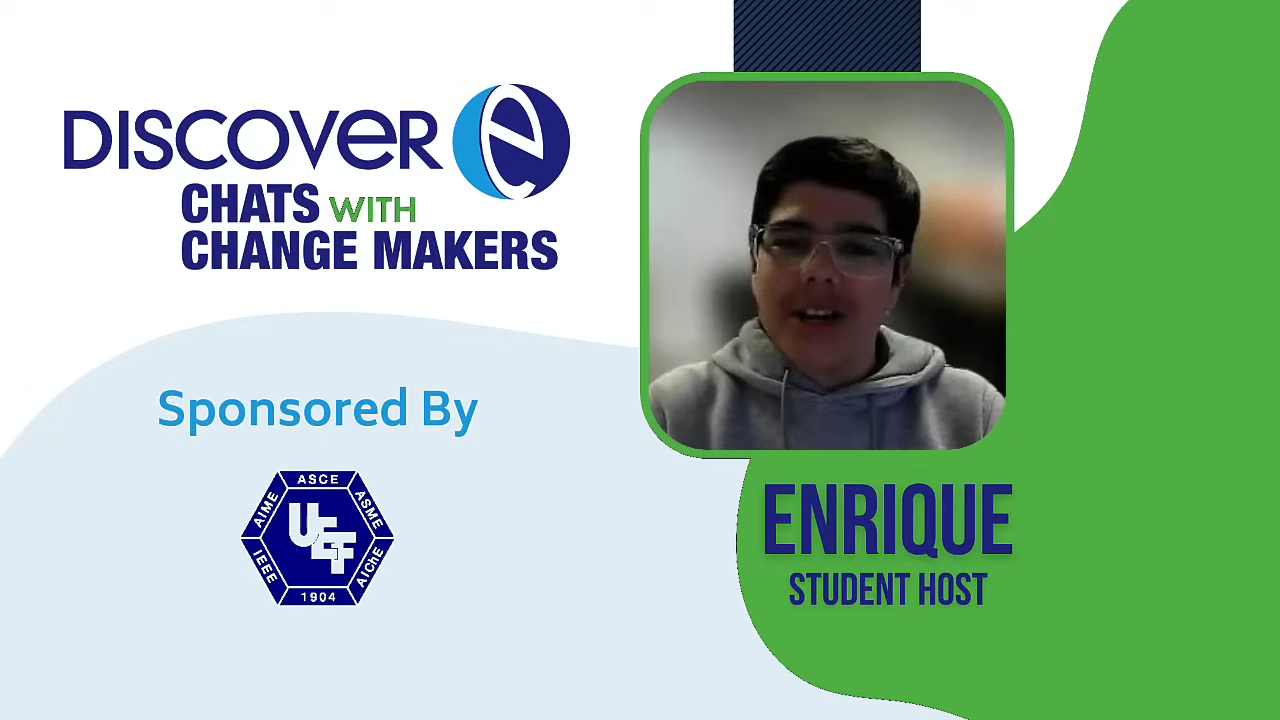 DISCOVER e
CHATS WITH
CHANGE MAKERS
Sponsored By
ASCE
AIME
ASME
UEF
IEEE
AIChE
1904
ENRIQUE
STUDENT HOST